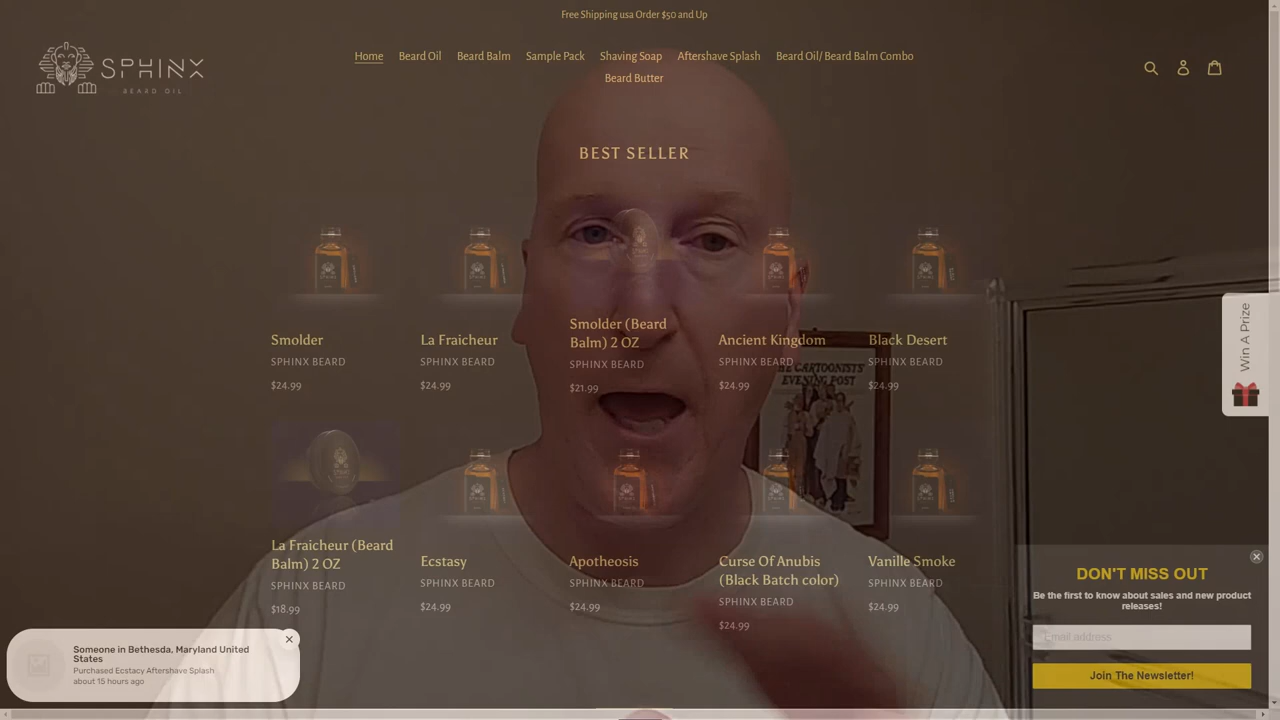 Free Shipping usa Order $50 and Up
SPHINX
BEARD OIL
Home Beard Oil Beard Balm Sample Pack Shaving Soap Aftershave Splash Beard Oil/ Beard Balm Combo
Beard Butter
BEST SELLER
Smolder
SPHINX BEARD
$24.99
La Fraicheur
SPHINX BEARD
$24.99
Smolder (Beard
Balm) 2 OZ
SPHINX BEARD
$21.99
Ancient Kingdom
SPHINX BEARD
$24.99
Black Desert
SPHINX BEARD
$24.99
THE CARTOONISTS
EVENING POST
Win A Prize
La Fraicheur (Beard
Balm) 2 OZ
SPHINX BEARD
$18.99
Ecstasy
SPHINX BEARD
$24.99
Apotheosis
SPHINX BEARD
$24.99
Curse Of Anubis
(Black Batch color)
SPHINX BEARD
$24.99
Vanille Smoke
SPHINX BEARD
$24.99
Someone in Bethesda, Maryland United
States
Purchased Ecstacy Aftershave Splash
about 15 hours ago
DON'T MISS OUT
Be the first to know about sales and new product
releases!
Email address
Join The Newsletter!